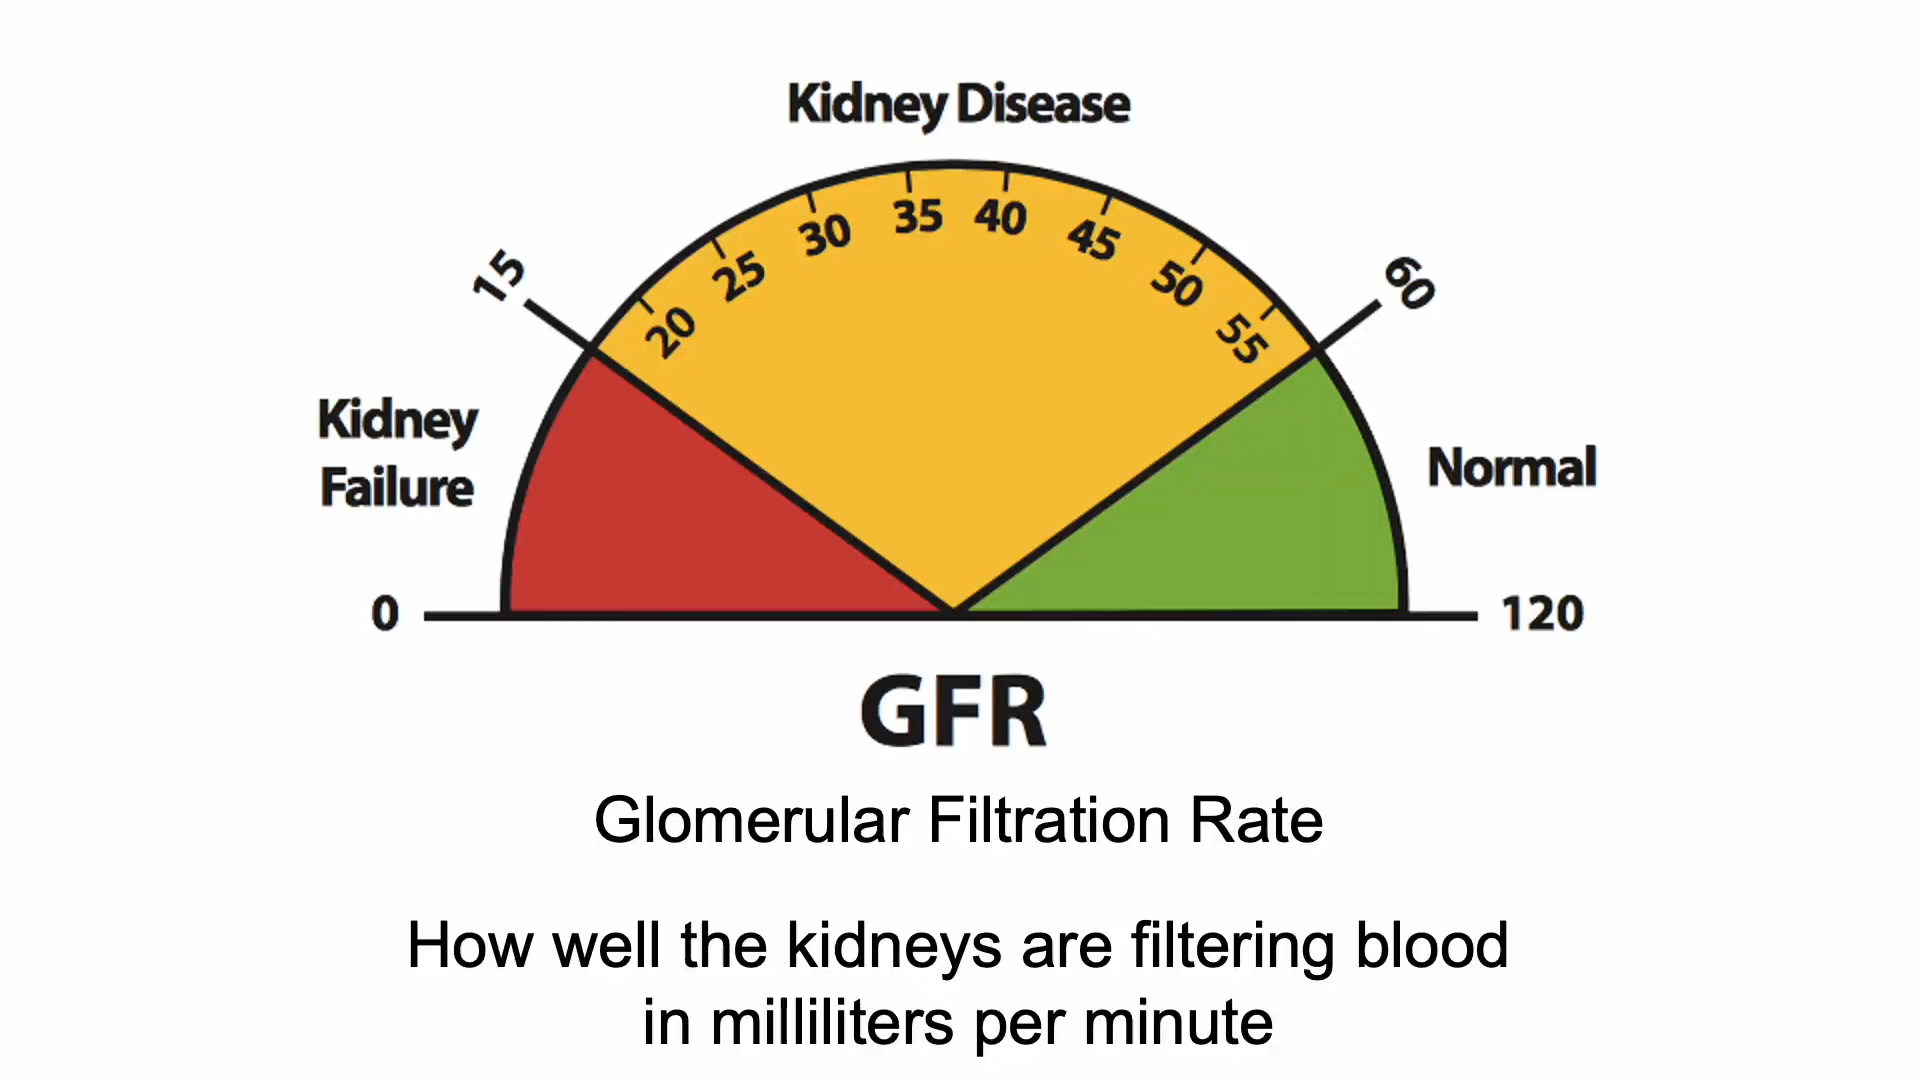 Kidney Disease
15
20
25
30
35
40
45
50
55
60
Kidney
Failure
Normal
0
120
GFR
Glomerular Filtration Rate
How well the kidneys are filtering blood
in milliliters per minute